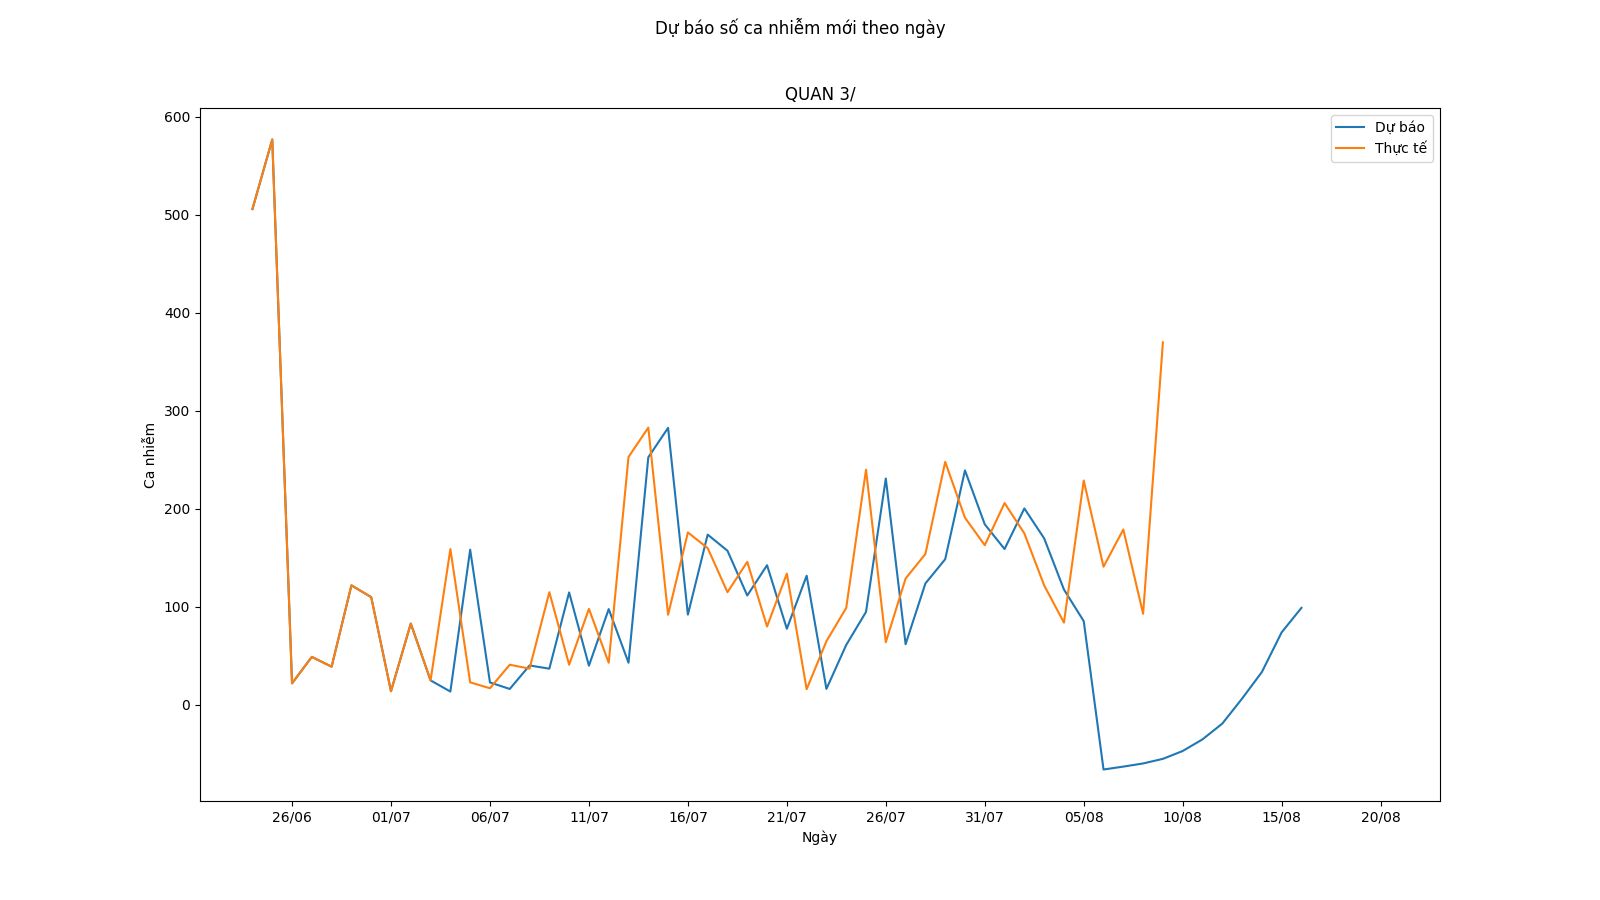 Dự báo số ca nhiễm mới theo ngày
QUAN 3/
600
500
400
300
200
100
0
Ca nhiễm
Dự báo
Thực tế
26/06 01/07 06/07 11/07 16/07 21/07 26/07 31/07 05/08 10/08 15/08 20/08
Ngày